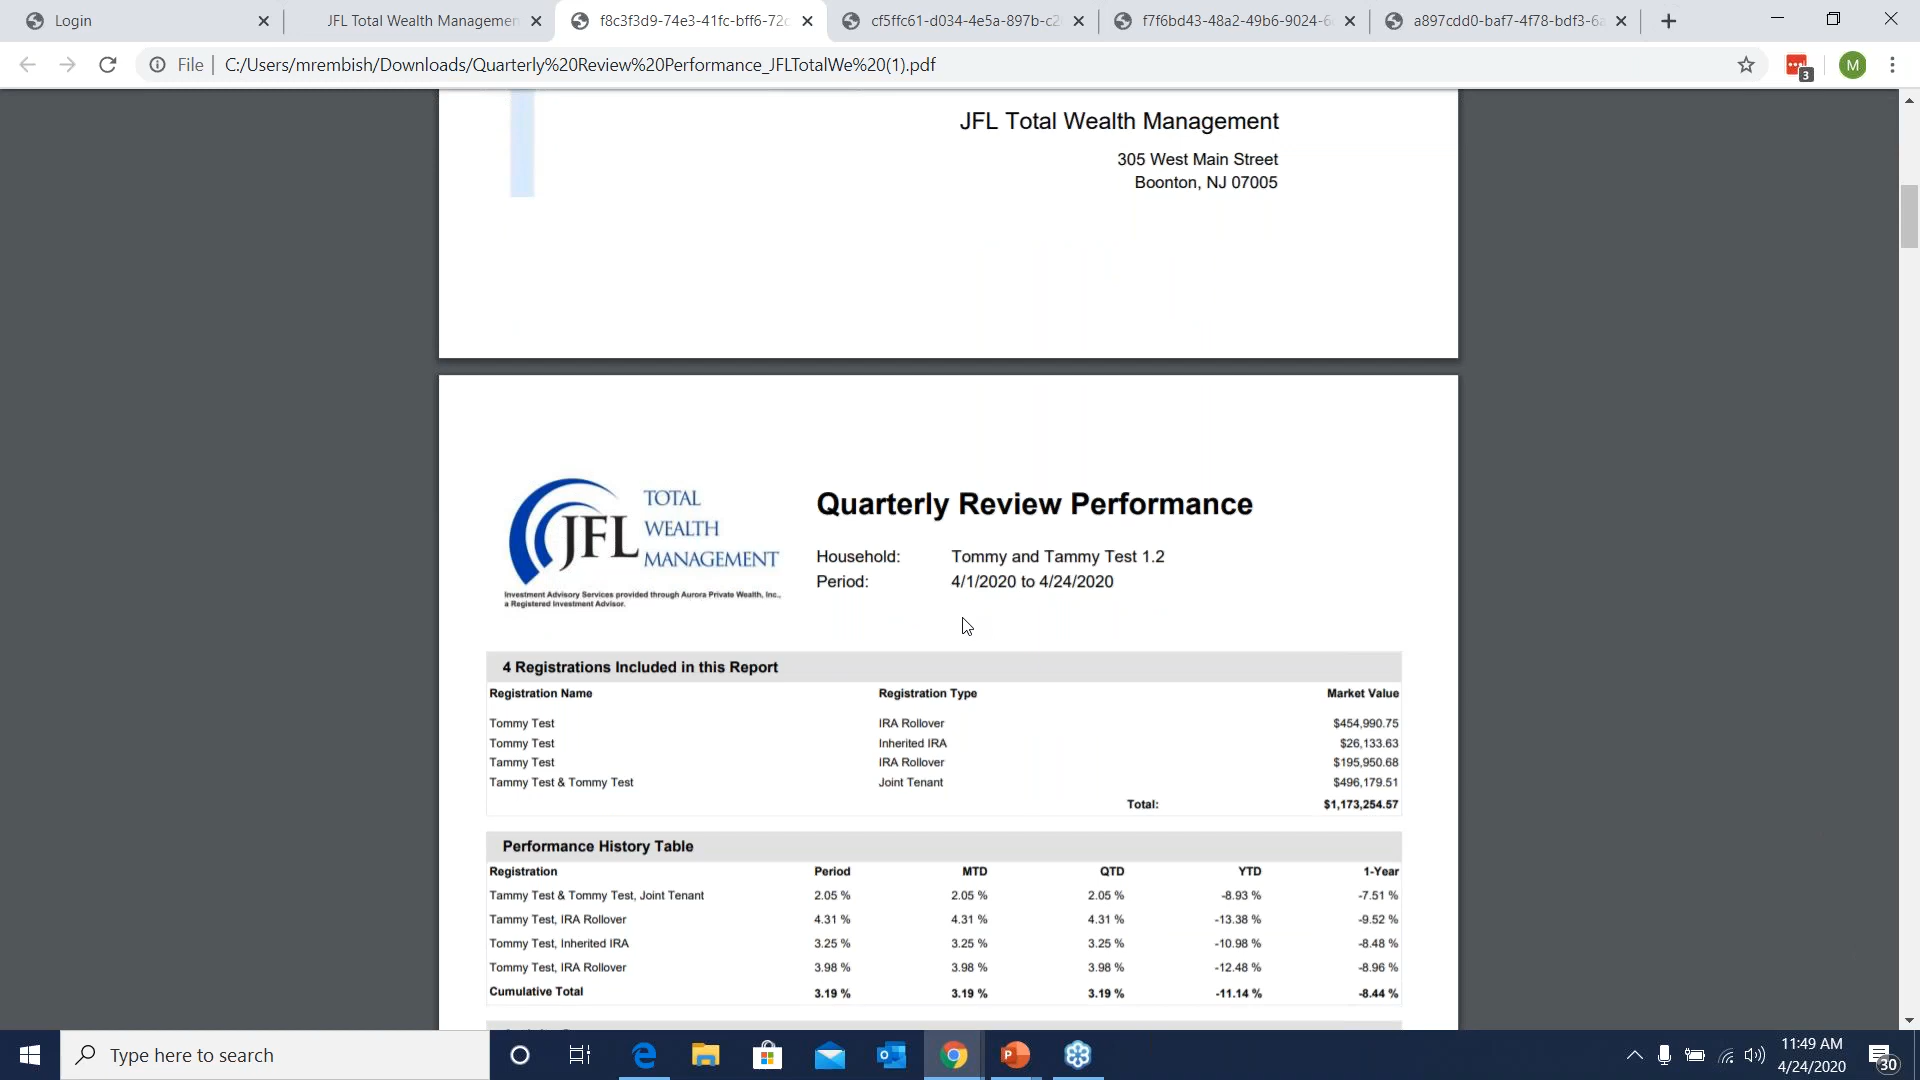 Login
JFL Total Wealth Managemen
f8c3f3d9-74e3-41fc-bff6-72c
cf5ffc61-d034-4e5a-897b-c2
f7f6bd43-48a2-49b6-9024-6
a897cdd0-baf7-4f78-bdf3-6a
File | C:/Users/mrembish/Downloads/Quarterly%20Review%20Performance_JFLTotalWe%20(1).pdf
3
M
JFL Total Wealth Management
305 West Main Street
Boonton, NJ 07005
JFL
TOTAL
WEALTH
MANAGEMENT
Investment Advisory Services provided through Aurora Private Wealth, Inc.,
a Registered Investment Advisor.
Quarterly Review Performance
Household: Tommy and Tammy Test 1.2
Period: 4/1/2020 to 4/24/2020
4 Registrations Included in this Report
Registration Name Registration Type Market Value
Tommy Test IRA Rollover $454,990.75
Tommy Test Inherited IRA $26,133.63
Tammy Test IRA Rollover $195,950.68
Tammy Test & Tommy Test Joint Tenant $496,179.51
Total: $1,173,254.57
Performance History Table
Registration Period MTD QTD YTD 1-Year
Tammy Test & Tommy Test, Joint Tenant 2.05 % 2.05 % 2.05 % -8.93 % -7.51 %
Tammy Test, IRA Rollover 4.31 % 4.31 % 4.31 % -13.38 % -9.52 %
Tommy Test, Inherited IRA 3.25 % 3.25 % 3.25 % -10.98 % -8.48 %
Tommy Test, IRA Rollover 3.98 % 3.98 % 3.98 % -12.48 % -8.96 %
Cumulative Total 3.19 % 3.19 % 3.19 % -11.14 % -8.44 %
Type here to search
11:49 AM
4/24/2020
30